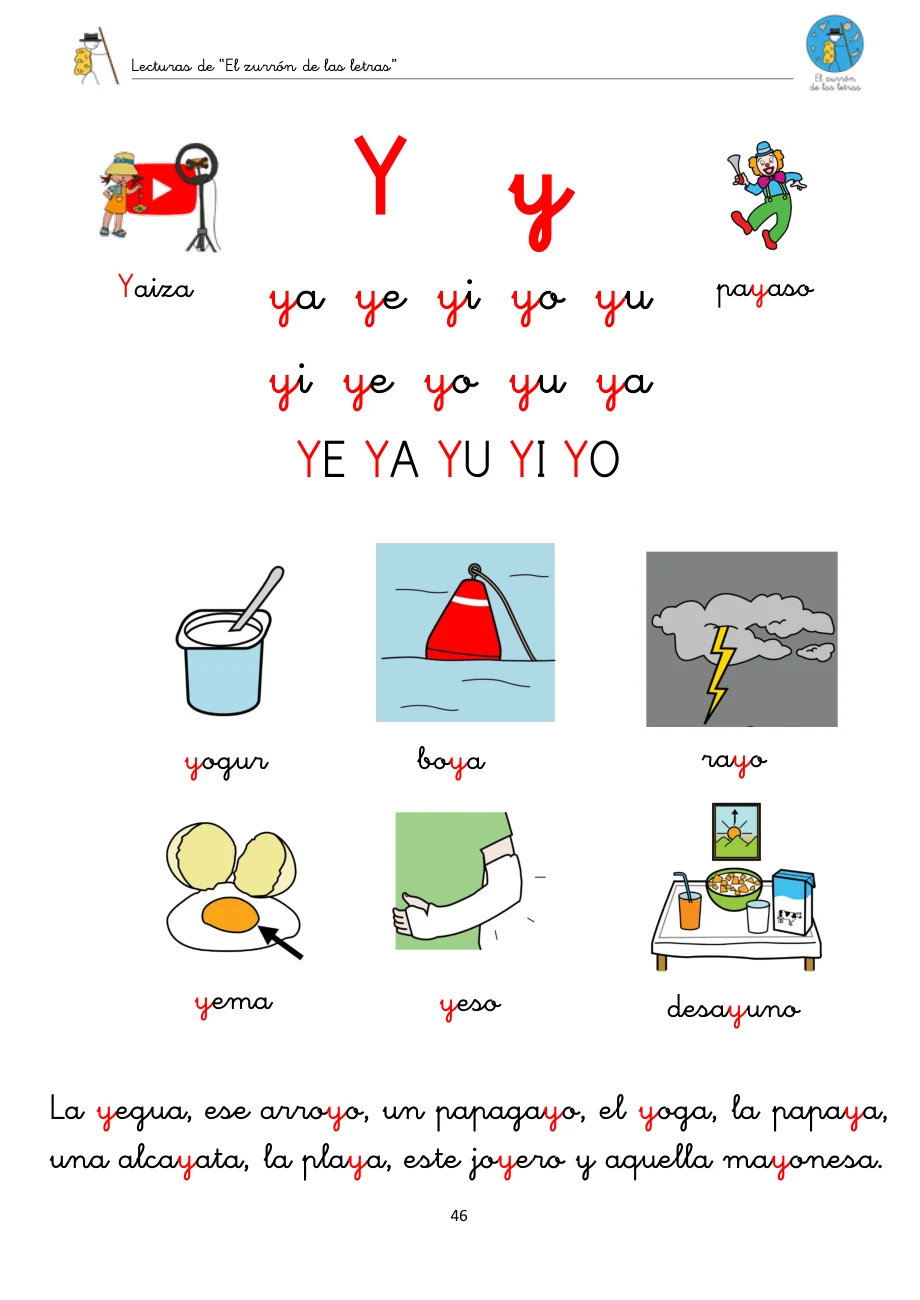 Lecturas de "El zurrón de las letras"
El zurrón
de las letras
Y y
Yaiza
payaso
ya ye yi yo yu
yi ye yo yu ya
YE YA YU YI YO
yogur boya rayo
yema yeso desayuno
La yegua, ese arroyo, un papagayo, el yoga, la papaya,
una alcayata, la playa, este joyero y aquella mayonesa.
46